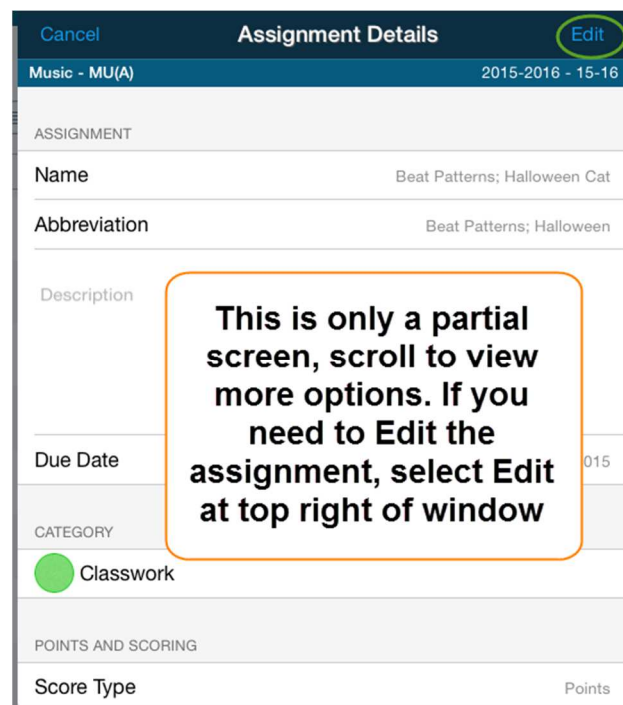 Cancel Assignment Details Edit
Music - MU(A) 2015-2016 - 15-16
ASSIGNMENT
Name Beat Patterns; Halloween Cat
Abbreviation Beat Patterns; Halloween
Description
This is only a partial
screen, scroll to view
more options. If you
need to Edit the
assignment, select Edit
at top right of window
Due Date 015
CATEGORY
Classwork
POINTS AND SCORING
Score Type Points